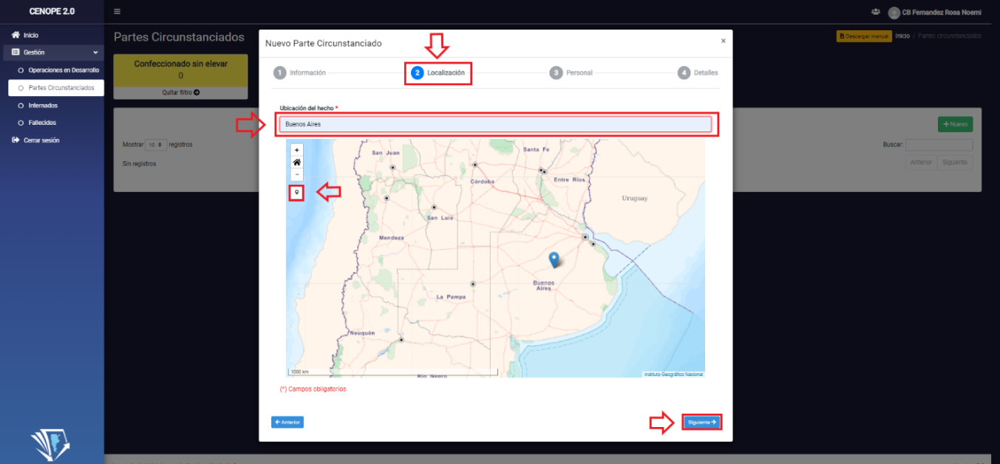 CENOPE 2.0
CB Fernandez Rosa Noemi
Inicio
Gestión
Operaciones en Desarrollo
Partes Circunstanciados
Internados
Fallecidos
Cerrar sesión
Partes Circunstanciados
Descargar manual
Inicio / Partes circunstanciados
Confeccionado sin elevar
0
Quitar filtro
+ Nuevo
Mostrar 10 registros
Buscar:
Sin registros
Anterior Siguiente
Nuevo Parte Circunstanciado
×
1 Información
2 Localización
3 Personal
4 Detalles
Ubicación del hecho *
Buenos Aires
+
-
San Juan
Santa Fe
Córdoba
Entre Rios
Uruguay
San Luis
Mendoza
Buenos
Aires
La Pampa
Neuquén
Río Negro
1000 km
Instituto Geográfico Nacional
(*) Campos obligatorios
← Anterior
Siguiente →